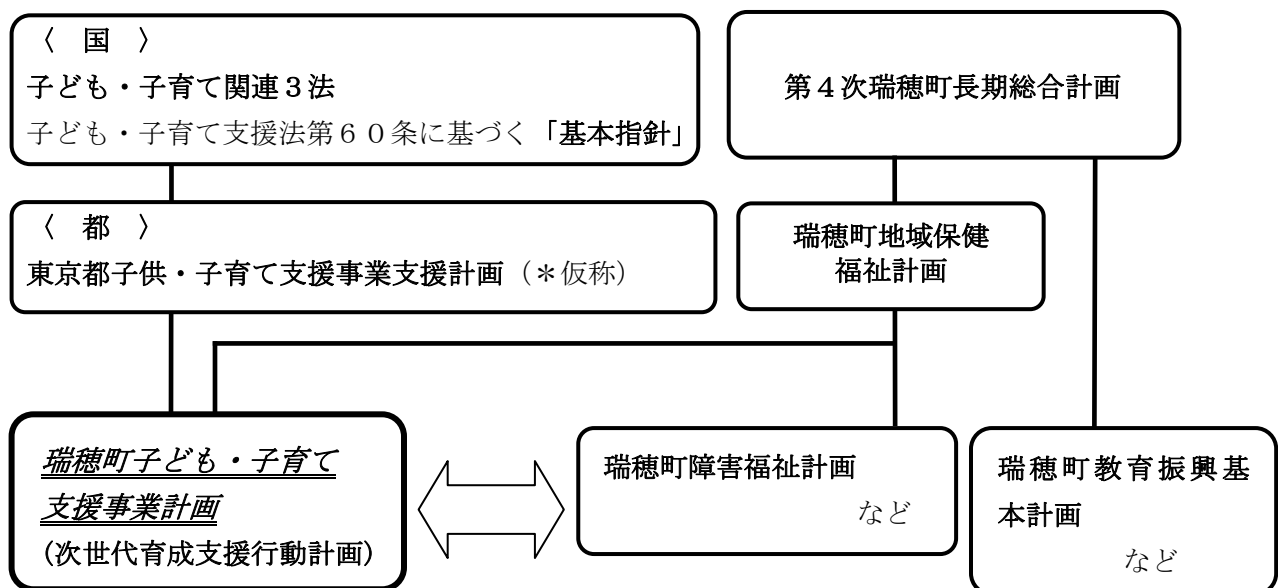 〈 国 〉
子ども・子育て関連３法
子ども・子育て支援法第６０条に基づく「基本指針」
第４次瑞穂町長期総合計画
〈 都 〉
東京都子供・子育て支援事業支援計画（＊仮称）
瑞穂町地域保健
福祉計画
瑞穂町子ども・子育て
支援事業計画
(次世代育成支援行動計画)
瑞穂町障害福祉計画
など
瑞穂町教育振興基
本計画
など